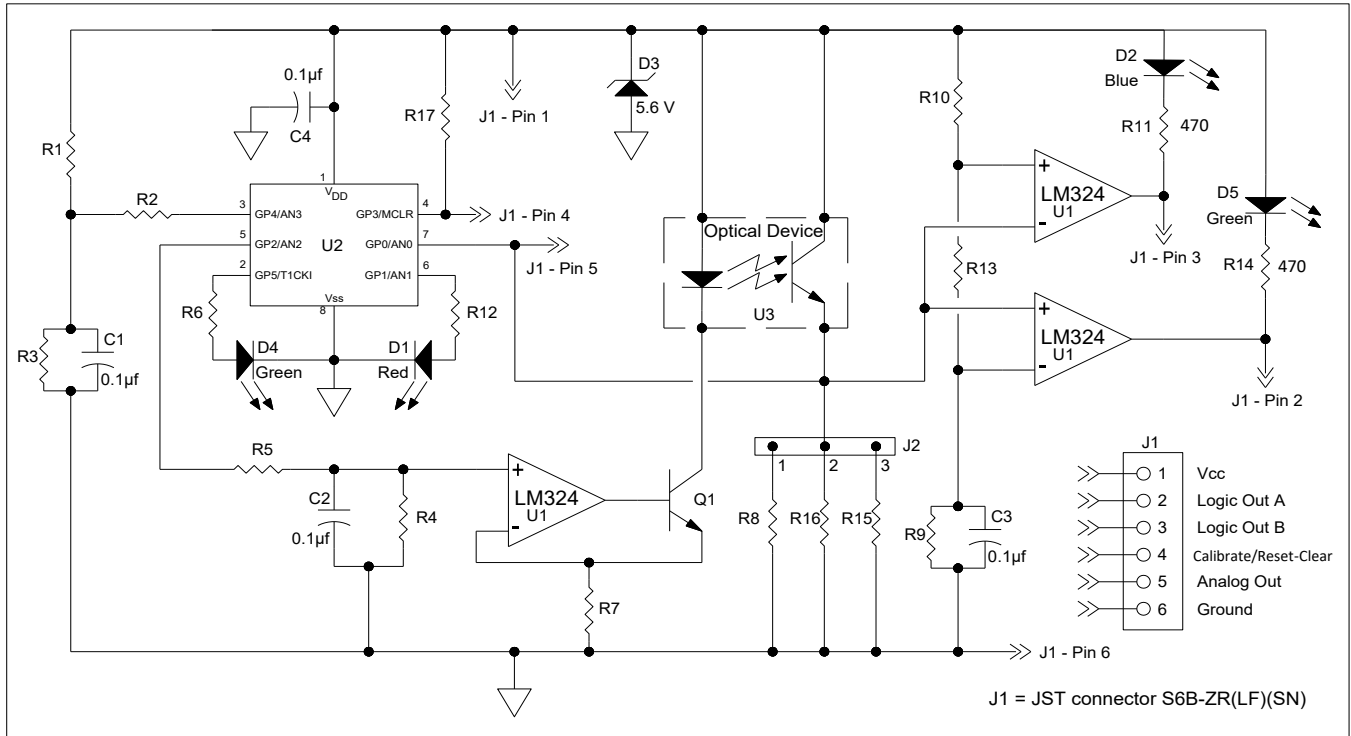 D2
Blue
R11 470
D3
5.6 V
0.1µf
C4
R17
J1 - Pin 1
R10
R1
R2
1
VDD
3 GP4/AN3
GP3/MCLR 4
J1 - Pin 4
5 GP2/AN2
U2
GP0/AN0 7
J1 - Pin 5
2 GP5/T1CKI
GP1/AN1 6
Vss
8
R6
R12
D4
Green
D1
Red
R3
C1
0.1µf
Optical Device
U3
+
LM324
U1
-
J1 - Pin 3
D5
Green
R14 470
R13
+
LM324
U1
-
J1 - Pin 2
R5
C2
0.1µf
R4
+
LM324
U1
-
Q1
R7
J2
1 2 3
R8
R16
R15
R9
C3
0.1µf
J1
1 Vcc
2 Logic Out A
3 Logic Out B
4 Calibrate/Reset-Clear
5 Analog Out
6 Ground
J1 - Pin 6
J1 = JST connector S6B-ZR(LF)(SN)